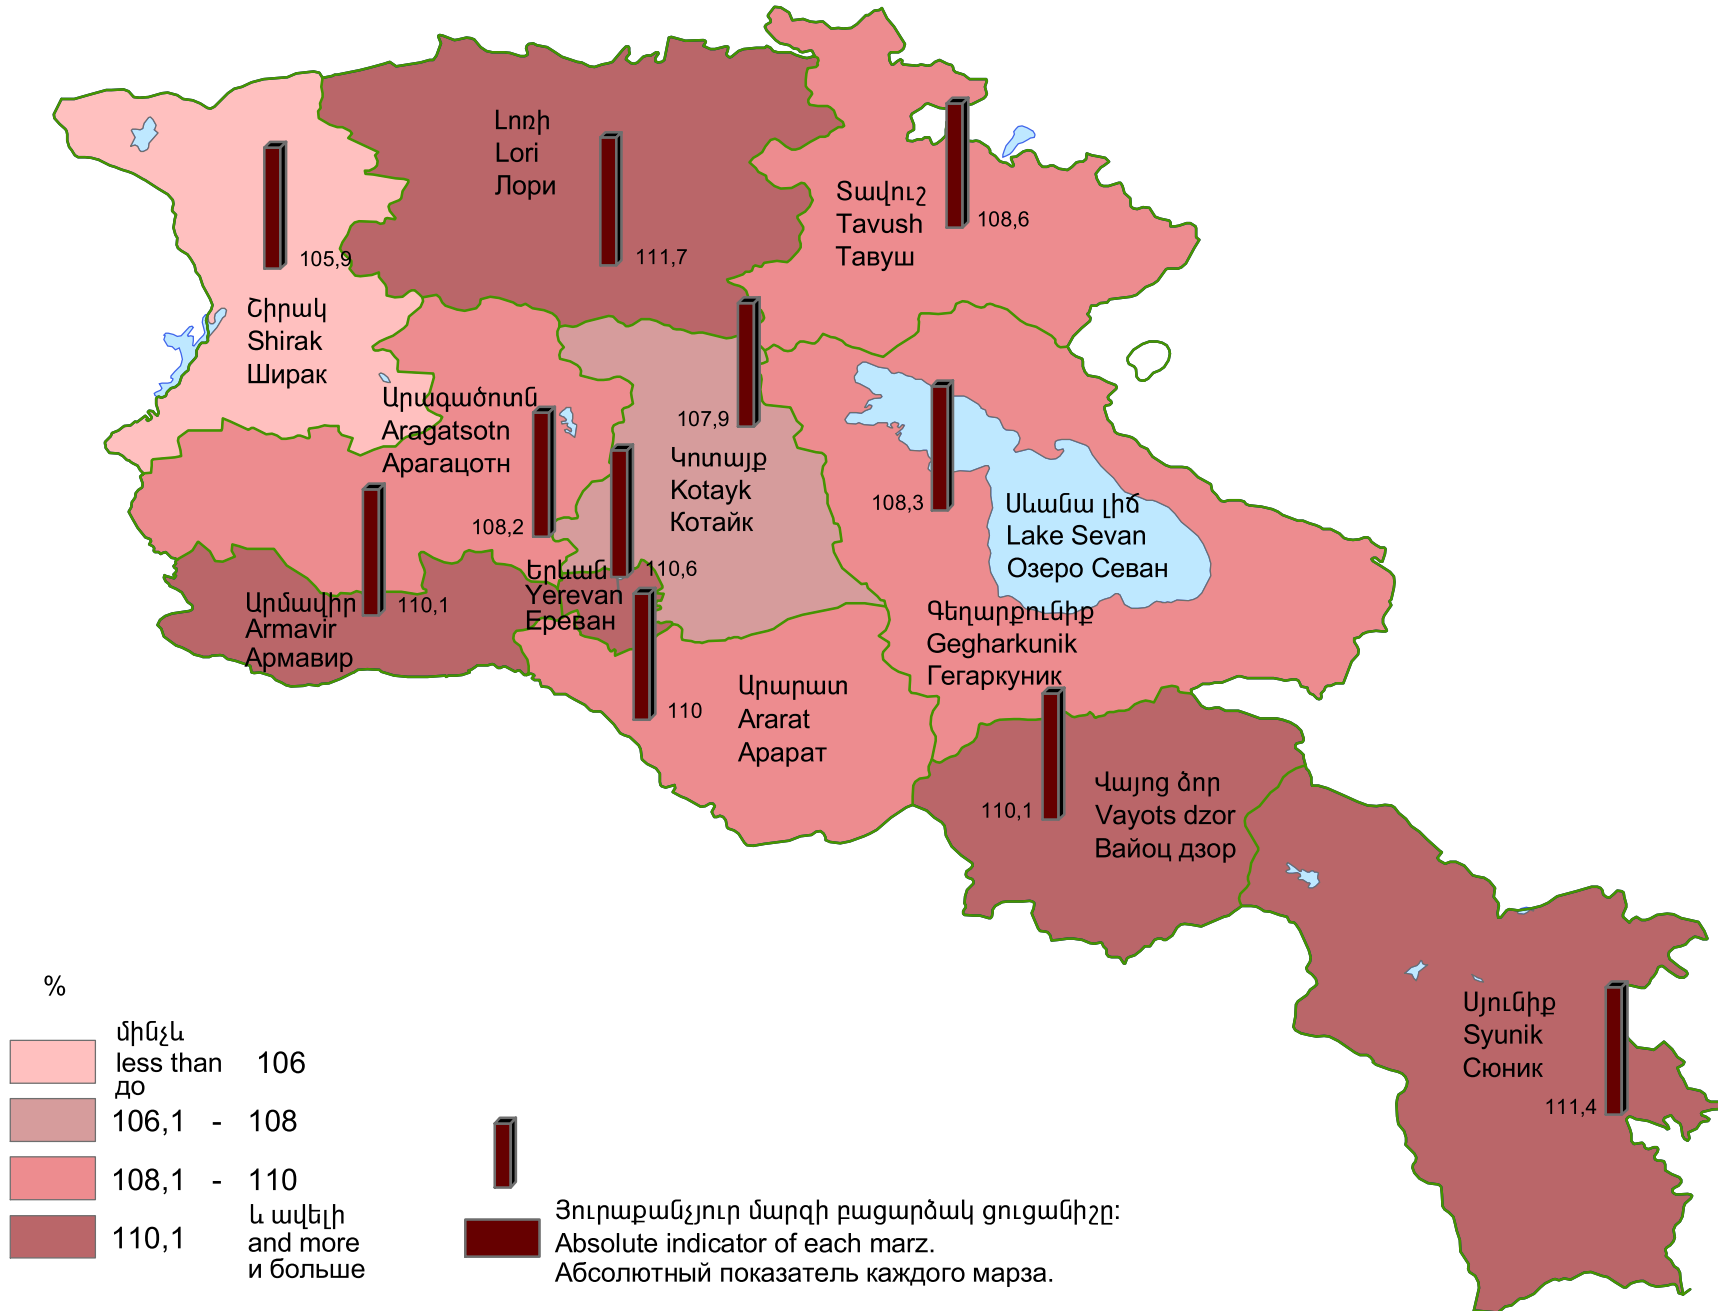 Լոռի
Lori
Лори
111,7
Տավուշ
Tavush
Тавуш
108,6
105,9
Շիրակ
Shirak
Ширак
Արագածոտն
Aragatsotn
Арагацотн
108,2
107,9
Կոտայք
Kotayk
Котайк
108,3
Սևանա լիճ
Lake Sevan
Озеро Севан
Երևան
Yerevan
Ереван
110,6
Արմավիր
Armavir
Армавир
110,1
Գեղարքունիք
Gegharkunik
Гегаркуник
110
Արարատ
Ararat
Арарат
Վայոց ձոր
Vayots dzor
Вайоц дзор
110,1
Սյունիք
Syunik
Сюник
111,4
%
մինչև
less than 106
до
106,1 - 108
108,1 - 110
110,1
և ավելի
and more
и больше
Յուրաքանչյուր մարզի բացարձակ ցուցանիշը:
Absolute indicator of each marz.
Абсолютный показатель каждого марза.